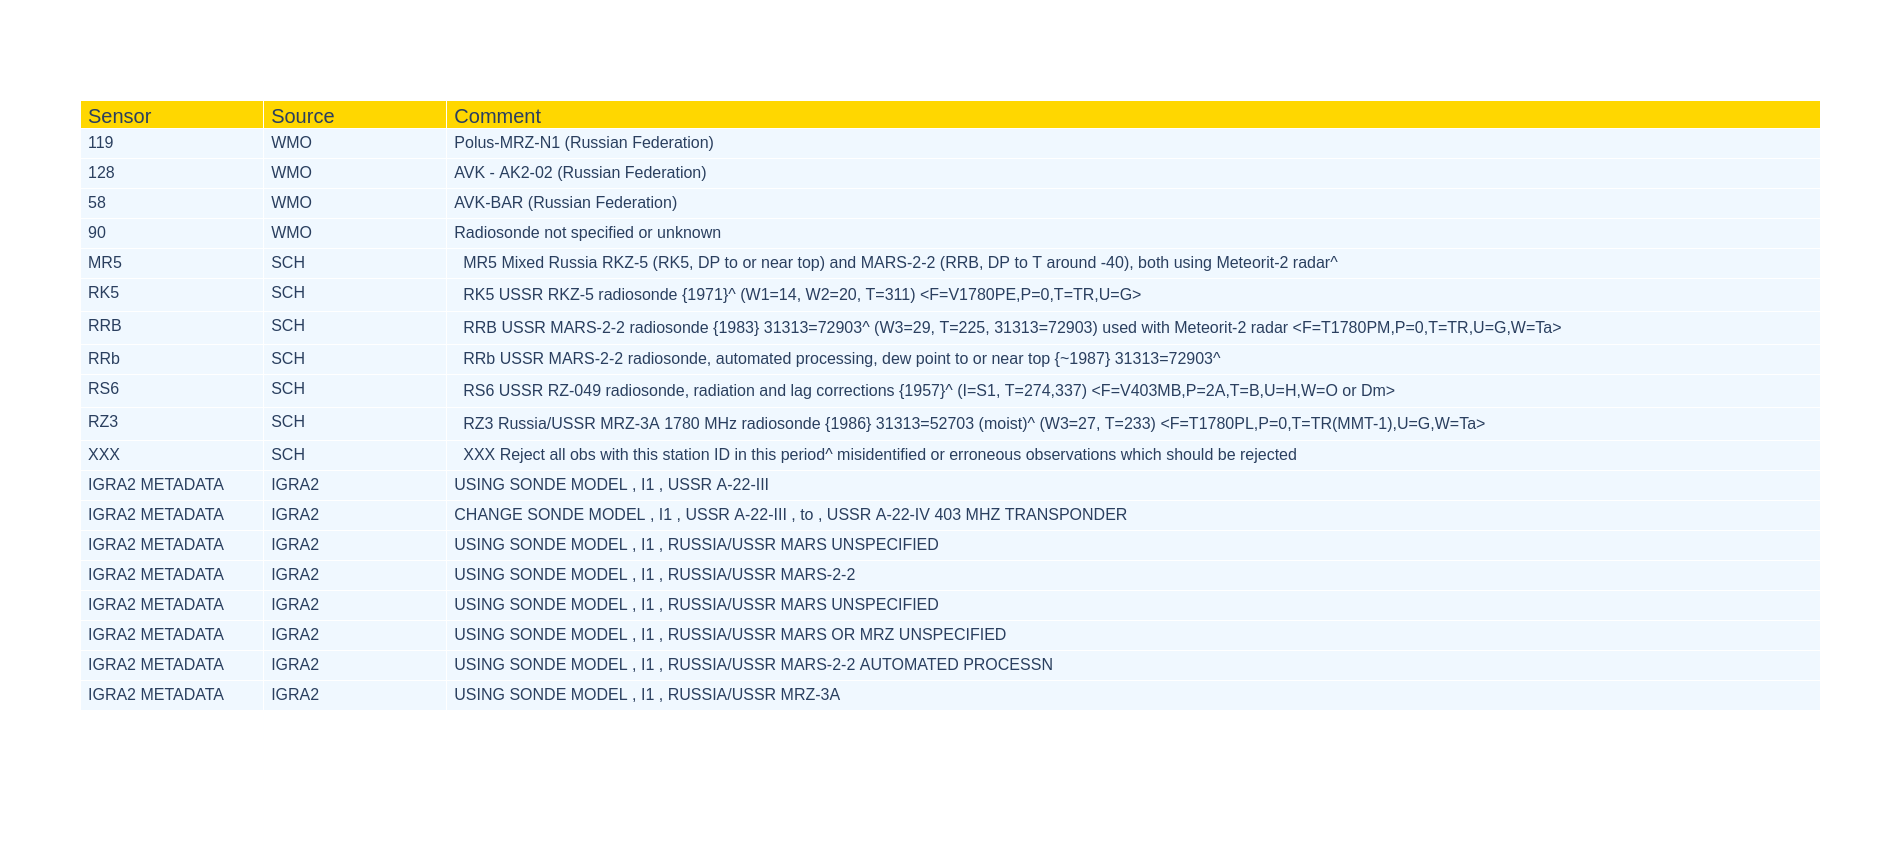 Sensor Source Comment
119 WMO Polus-MRZ-N1 (Russian Federation)
128 WMO AVK - AK2-02 (Russian Federation)
58 WMO AVK-BAR (Russian Federation)
90 WMO Radiosonde not specified or unknown
MR5 SCH MR5 Mixed Russia RKZ-5 (RK5, DP to or near top) and MARS-2-2 (RRB, DP to T around -40), both using Meteorit-2 radar^
RK5 SCH RK5 USSR RKZ-5 radiosonde {1971}^ (W1=14, W2=20, T=311) <F=V1780PE,P=0,T=TR,U=G>
RRB SCH RRB USSR MARS-2-2 radiosonde {1983} 31313=72903^ (W3=29, T=225, 31313=72903) used with Meteorit-2 radar <F=T1780PM,P=0,T=TR,U=G,W=Ta>
RRb SCH RRb USSR MARS-2-2 radiosonde, automated processing, dew point to or near top {~1987} 31313=72903^
RS6 SCH RS6 USSR RZ-049 radiosonde, radiation and lag corrections {1957}^ (I=S1, T=274,337) <F=V403MB,P=2A,T=B,U=H,W=O or Dm>
RZ3 SCH RZ3 Russia/USSR MRZ-3A 1780 MHz radiosonde {1986} 31313=52703 (moist)^ (W3=27, T=233) <F=T1780PL,P=0,T=TR(MMT-1),U=G,W=Ta>
XXX SCH XXX Reject all obs with this station ID in this period^ misidentified or erroneous observations which should be rejected
IGRA2 METADATA IGRA2 USING SONDE MODEL , I1 , USSR A-22-III
IGRA2 METADATA IGRA2 CHANGE SONDE MODEL , I1 , USSR A-22-III , to , USSR A-22-IV 403 MHZ TRANSPONDER
IGRA2 METADATA IGRA2 USING SONDE MODEL , I1 , RUSSIA/USSR MARS UNSPECIFIED
IGRA2 METADATA IGRA2 USING SONDE MODEL , I1 , RUSSIA/USSR MARS-2-2
IGRA2 METADATA IGRA2 USING SONDE MODEL , I1 , RUSSIA/USSR MARS UNSPECIFIED
IGRA2 METADATA IGRA2 USING SONDE MODEL , I1 , RUSSIA/USSR MARS OR MRZ UNSPECIFIED
IGRA2 METADATA IGRA2 USING SONDE MODEL , I1 , RUSSIA/USSR MARS-2-2 AUTOMATED PROCESSN
IGRA2 METADATA IGRA2 USING SONDE MODEL , I1 , RUSSIA/USSR MRZ-3A